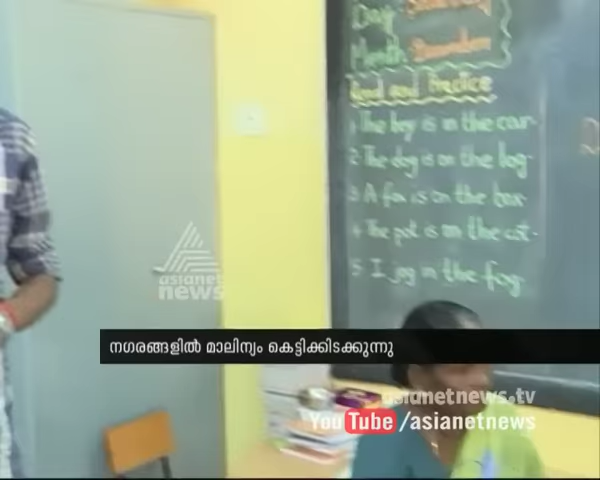 Day:
Month: December
Read and Practice
1 The boy is in the car.
2 The dog is on the log.
3 A fox is on the box
4 The pot is on the cot.
5 I jog in the fog.
asianet
news
നഗരങ്ങളിൽ മാലിന്യം കെട്ടിക്കിടക്കുന്നു
asianetnews.tv
YouTube/asianetnews